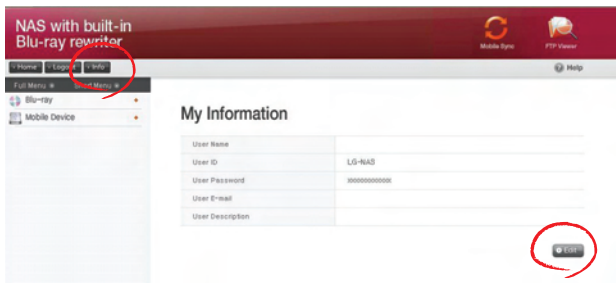 NAS with built-in
Blu-ray rewriter
Mobile Sync
FTP Viewer
Home Logout Info
Help
Full Menu Short Menu
Blu-ray
Mobile Device
My Information
User Name
User ID LG-NAS
User Password
User E-mail
User Description
Edit